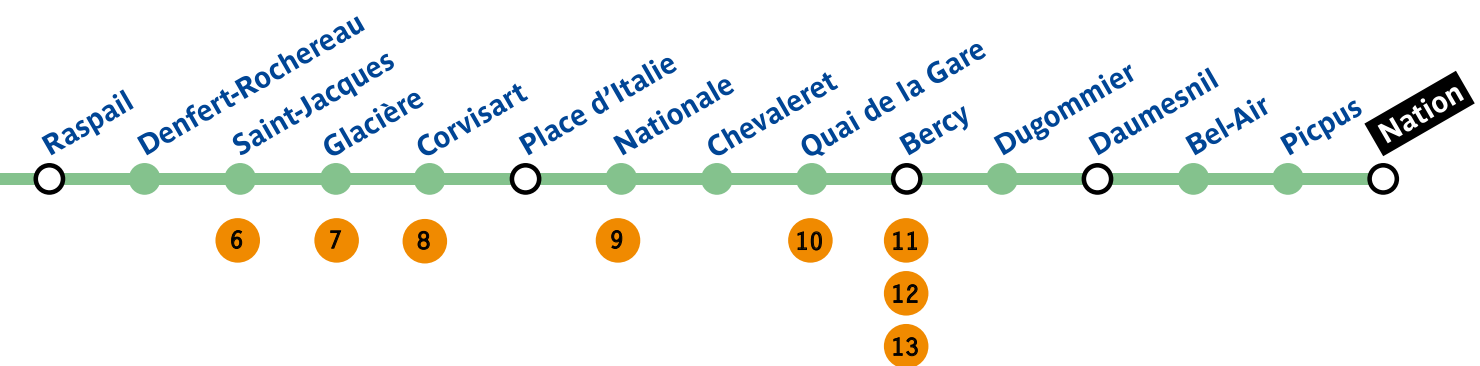 Raspail
Denfert-Rochereau
Saint-Jacques
Glacière
Corvisart
Place d’Italie
Nationale
Chevaleret
Quai de la Gare
Bercy
Dugommier
Daumesnil
Bel-Air
Picpus
Nation
6
7
8
9
10
11
12
13